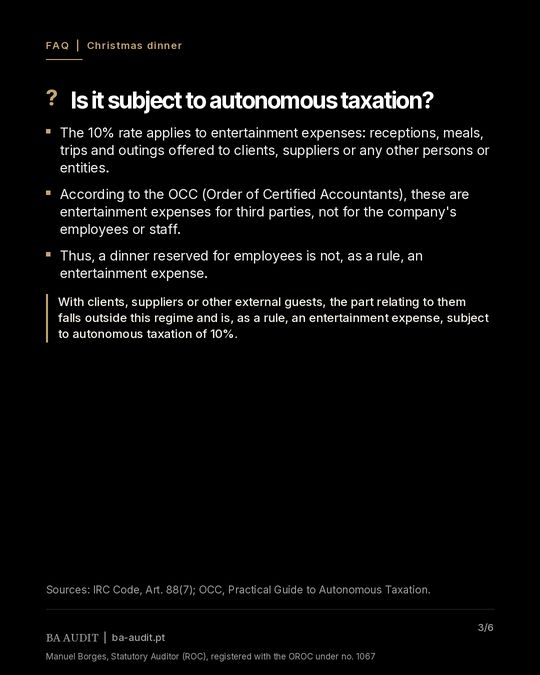 FAQ | Christmas dinner
? Is it subject to autonomous taxation?
▪ The 10% rate applies to entertainment expenses: receptions, meals,
trips and outings offered to clients, suppliers or any other persons or
entities.
▪ According to the OCC (Order of Certified Accountants), these are
entertainment expenses for third parties, not for the company's
employees or staff.
▪ Thus, a dinner reserved for employees is not, as a rule, an
entertainment expense.
With clients, suppliers or other external guests, the part relating to them
falls outside this regime and is, as a rule, an entertainment expense, subject
to autonomous taxation of 10%.
Sources: IRC Code, Art. 88(7); OCC, Practical Guide to Autonomous Taxation.
3/6
BA AUDIT | ba-audit.pt
Manuel Borges, Statutory Auditor (ROC), registered with the OROC under no. 1067